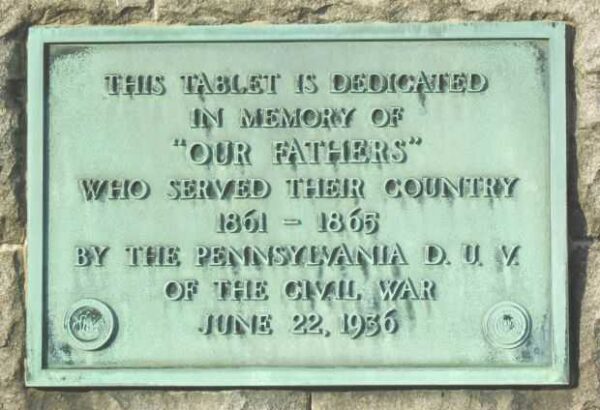 THIS TABLET IS DEDICATED
IN MEMORY OF
"OUR FATHERS"
WHO SERVED THEIR COUNTRY
1861 - 1865
BY THE PENNSYLVANIA D. U. V.
OF THE CIVIL WAR
JUNE 22, 1936